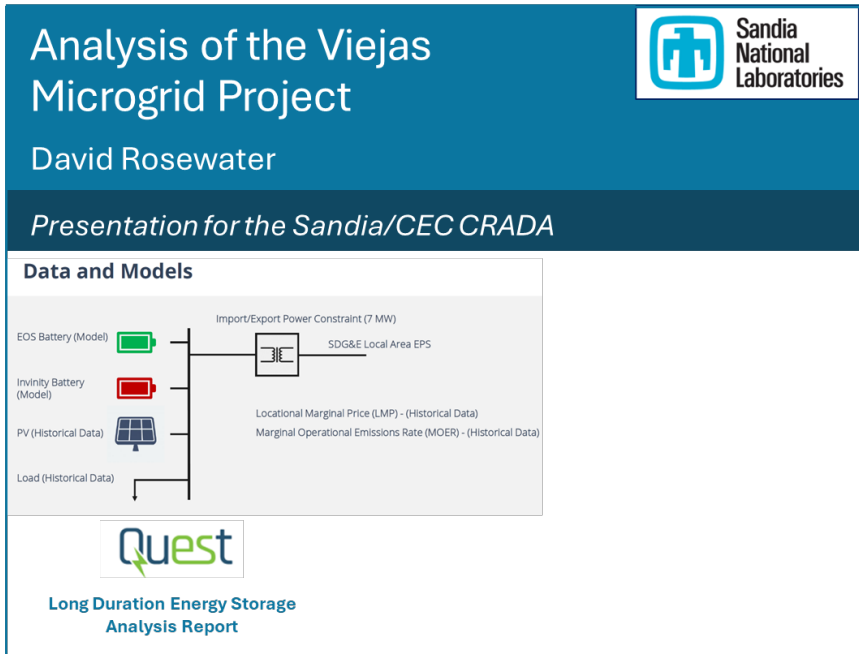 Analysis of the Viejas
Microgrid Project
David Rosewater
Sandia
National
Laboratories
Presentation for the Sandia/CEC CRADA
Data and Models
Import/Export Power Constraint (7 MW)
EOS Battery (Model)
SDG&E Local Area EPS
Invinity Battery
(Model)
Locational Marginal Price (LMP) - (Historical Data)
PV (Historical Data)
Marginal Operational Emissions Rate (MOER) - (Historical Data)
Load (Historical Data)
Quest
Long Duration Energy Storage
Analysis Report